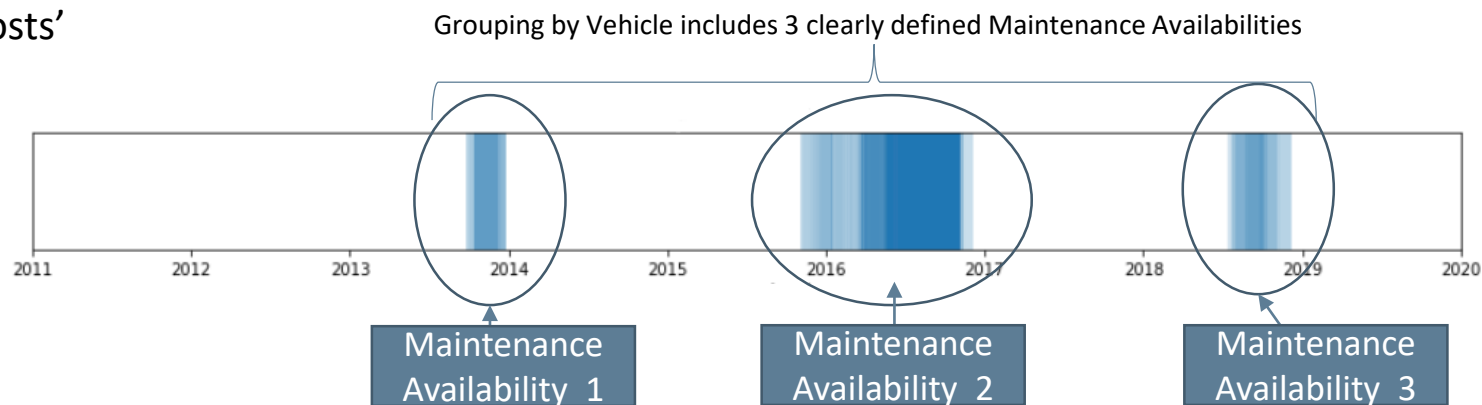 osts’
Grouping by Vehicle includes 3 clearly defined Maintenance Availabilities
2011 2012 2013 2014 2015 2016 2017 2018 2019 2020
Maintenance
Availability 1
Maintenance
Availability 2
Maintenance
Availability 3